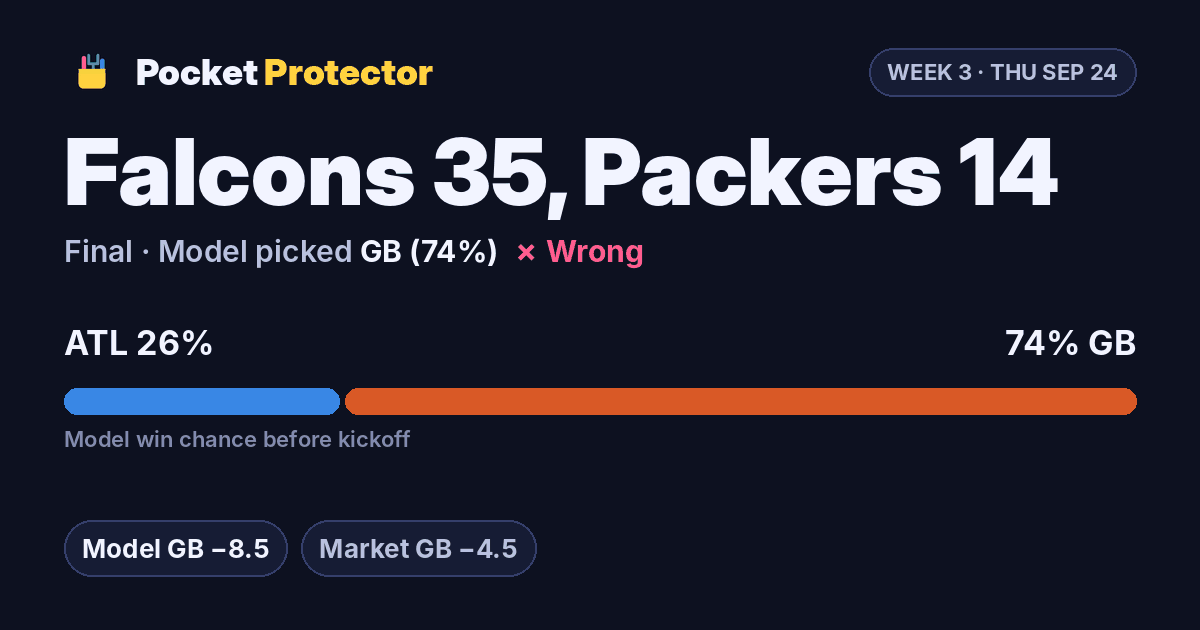 Pocket Protector
WEEK 3 · THU SEP 24
Falcons 35, Packers 14
Final · Model picked GB (74%) × Wrong
ATL 26%
74% GB
Model win chance before kickoff
Model GB −8.5
Market GB −4.5